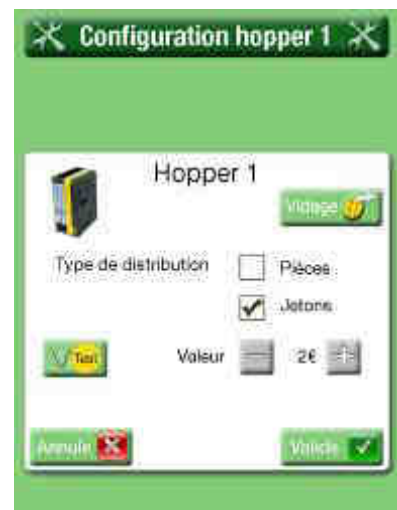 Configuration hopper 1
Hopper 1
Vidage
Type de distribution
Pièces
Jetons
Test
Valeur
2€
Annule
Valide